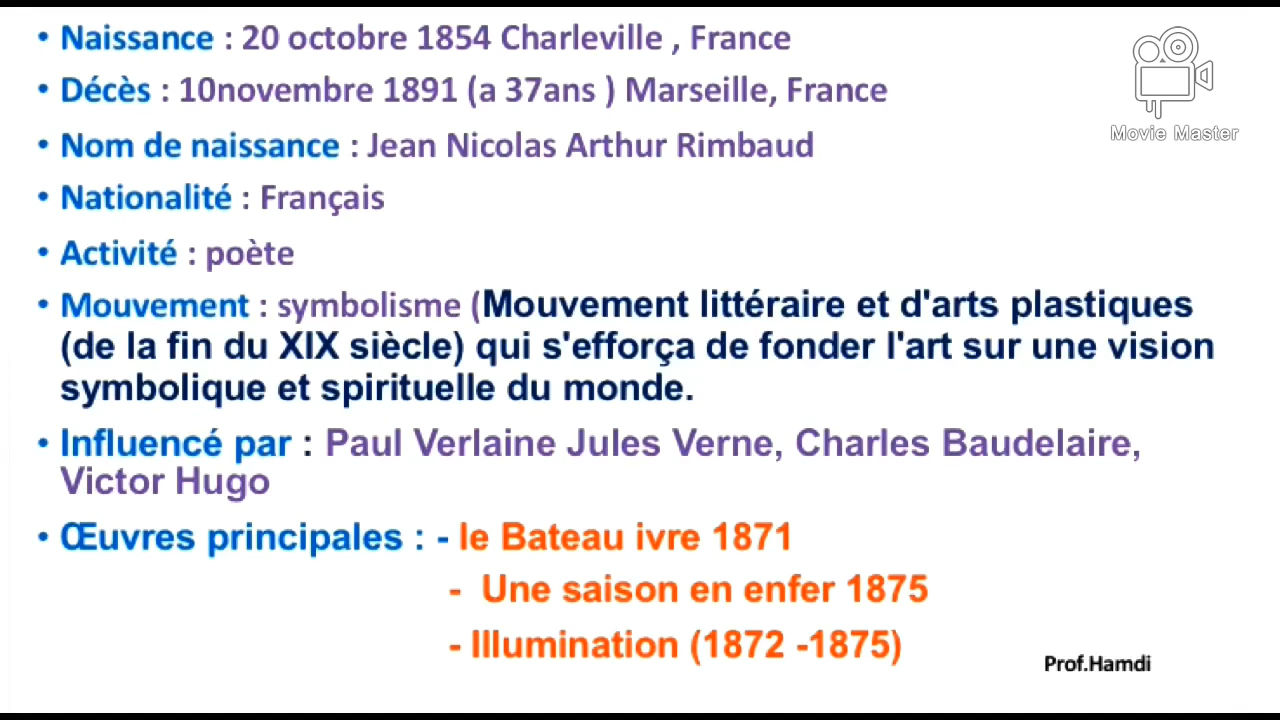 • Naissance : 20 octobre 1854 Charleville , France
Movie Master
• Décès : 10novembre 1891 (a 37ans ) Marseille, France
• Nom de naissance : Jean Nicolas Arthur Rimbaud
• Nationalité : Français
• Activité : poète
• Mouvement : symbolisme (Mouvement littéraire et d'arts plastiques
(de la fin du XIX siècle) qui s'efforça de fonder l'art sur une vision
symbolique et spirituelle du monde.
• Influencé par : Paul Verlaine Jules Verne, Charles Baudelaire,
Victor Hugo
• Œuvres principales : - le Bateau ivre 1871
- Une saison en enfer 1875
- Illumination (1872 -1875)
Prof.Hamdi